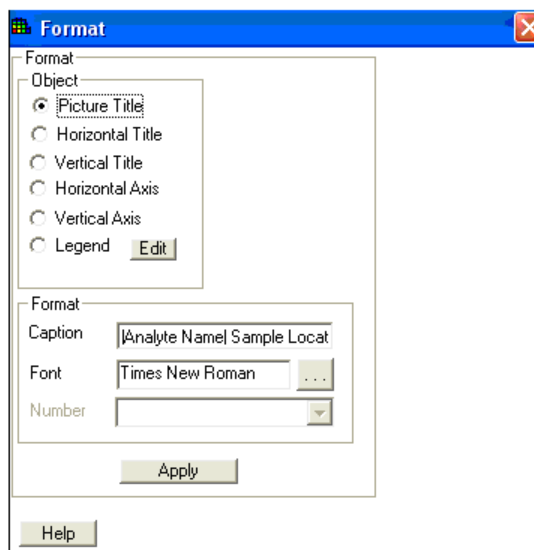 Format
Format
Object
Picture Title
Horizontal Title
Vertical Title
Horizontal Axis
Vertical Axis
Legend Edit
Format
Caption |Analyte Name| Sample Locat
Font Times New Roman ...
Number
Apply
Help